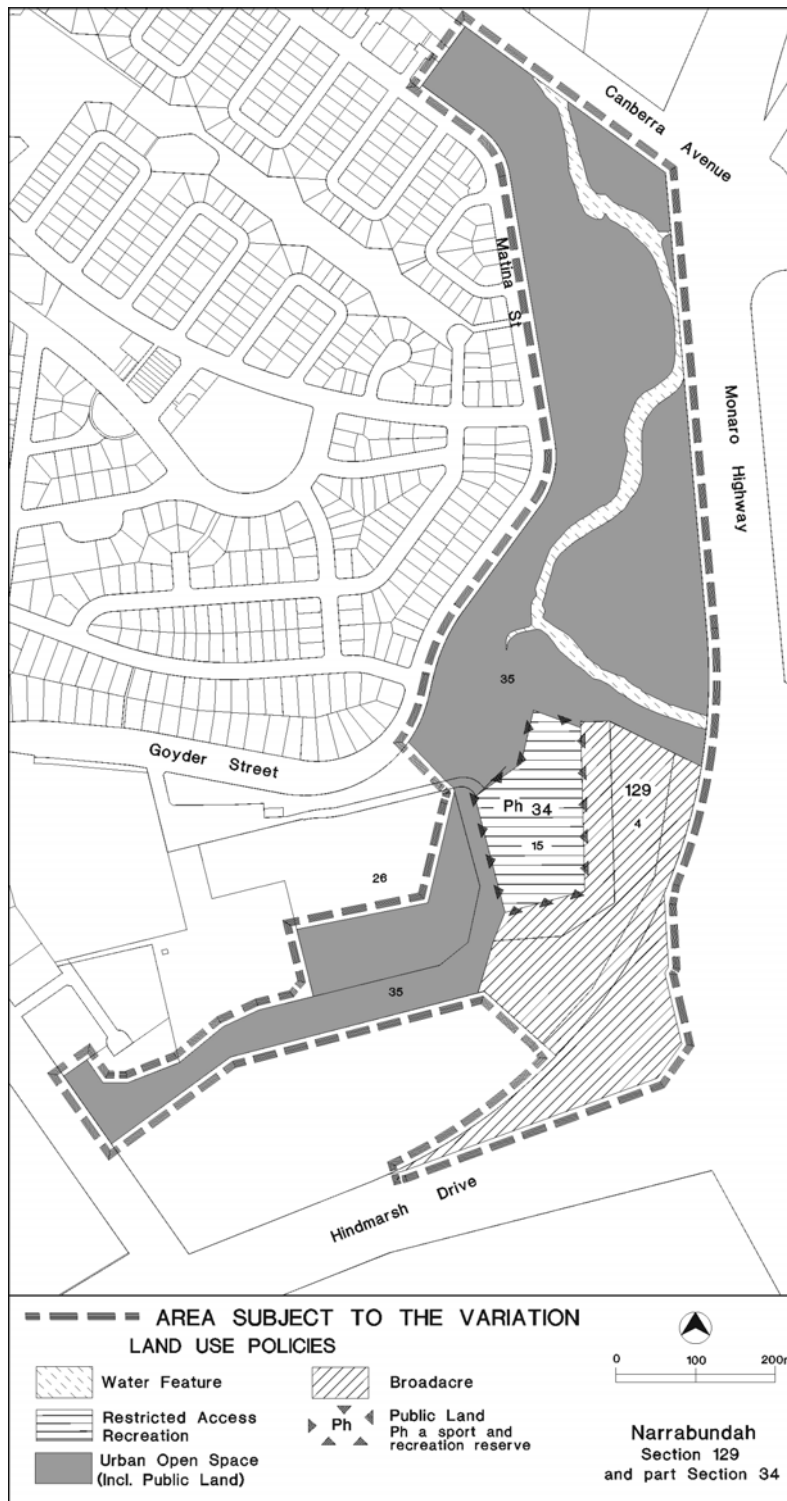 Canberra Avenue
Matina St
Monaro Highway
35
Goyder Street
Ph 34
129
15
4
26
35
Hindmarsh Drive
AREA SUBJECT TO THE VARIATION
LAND USE POLICIES
Water Feature
Broadacre
Restricted Access
Recreation
Ph
Public Land
Ph a sport and
recreation reserve
Urban Open Space
(Incl. Public Land)
0 100 200m
Narrabundah
Section 129
and part Section 34